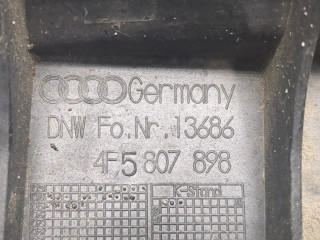 Germany
DNW Fo.Nr.13686
4F5 807 898
K-Stand